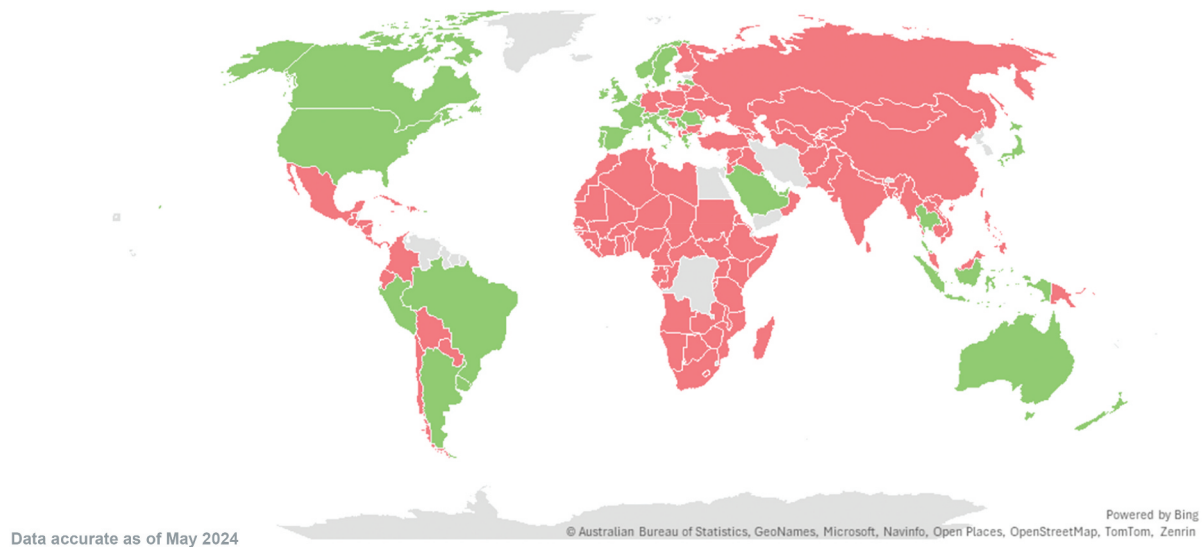 Powered by Bing
Data accurate as of May 2024
© Australian Bureau of Statistics, GeoNames, Microsoft, Navinfo, Open Places, OpenStreetMap, TomTom, Zenrin